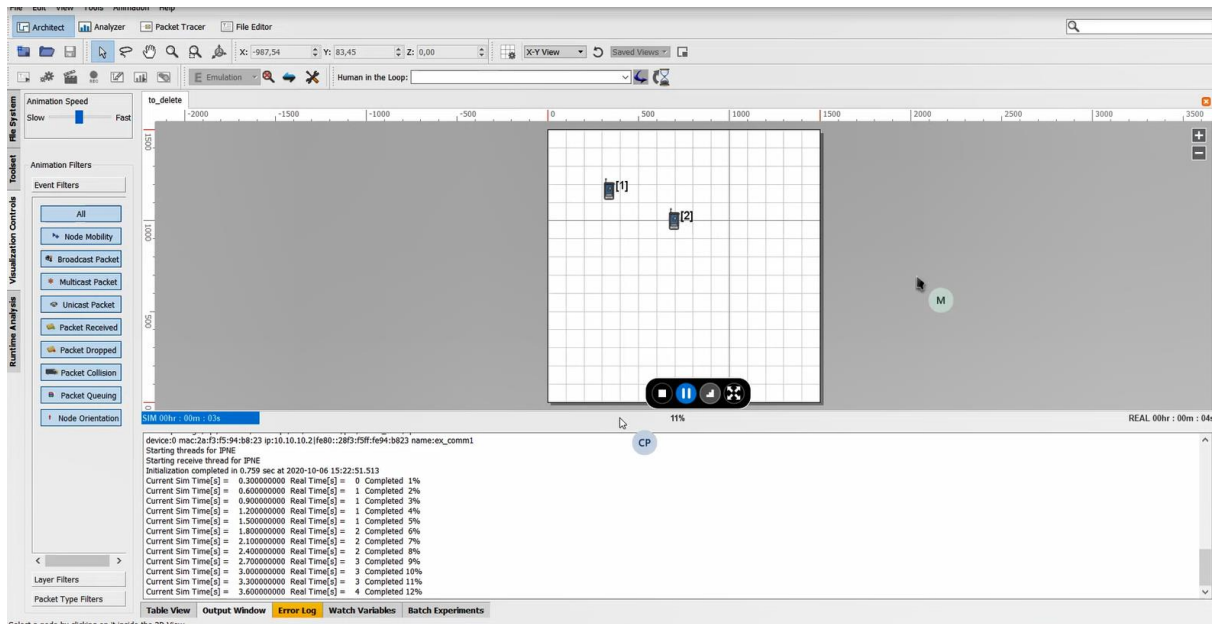 File Edit View Tools Animation Help
Architect Analyzer Packet Tracer File Editor
X: -987,54 Y: 83,45 Z: 0,00 X-Y View Saved Views
E Emulation Human in the Loop:
File System
Toolset
Visualization Controls
Runtime Analysis
Animation Speed
Slow Fast
Animation Filters
Event Filters
All
Node Mobility
Broadcast Packet
Multicast Packet
Unicast Packet
Packet Received
Packet Dropped
Packet Collision
Packet Queuing
Node Orientation
Layer Filters
Packet Type Filters
to_delete
-2000 -1500 -1000 -500 0 500 1000 1500 2000 2500 3000 3500
1500
1000
500
0
[1]
[2]
M
CP
SIM 00hr : 00m : 03s 11% REAL 00hr : 00m : 04s
device:0 mac:2a:f3:f5:94:b8:23 ip:10.10.10.2|fe80::28f3:f5ff:fe94:b823 name:ex_comm1
Starting threads for IPNE
Starting receive thread for IPNE
Initialization completed in 0.759 sec at 2020-10-06 15:22:51.513
Current Sim Time[s] = 0.300000000 Real Time[s] = 0 Completed 1%
Current Sim Time[s] = 0.600000000 Real Time[s] = 1 Completed 2%
Current Sim Time[s] = 0.900000000 Real Time[s] = 1 Completed 3%
Current Sim Time[s] = 1.200000000 Real Time[s] = 1 Completed 4%
Current Sim Time[s] = 1.500000000 Real Time[s] = 1 Completed 5%
Current Sim Time[s] = 1.800000000 Real Time[s] = 2 Completed 6%
Current Sim Time[s] = 2.100000000 Real Time[s] = 2 Completed 7%
Current Sim Time[s] = 2.400000000 Real Time[s] = 2 Completed 8%
Current Sim Time[s] = 2.700000000 Real Time[s] = 3 Completed 9%
Current Sim Time[s] = 3.000000000 Real Time[s] = 3 Completed 10%
Current Sim Time[s] = 3.300000000 Real Time[s] = 3 Completed 11%
Current Sim Time[s] = 3.600000000 Real Time[s] = 4 Completed 12%
Table View Output Window Error Log Watch Variables Batch Experiments